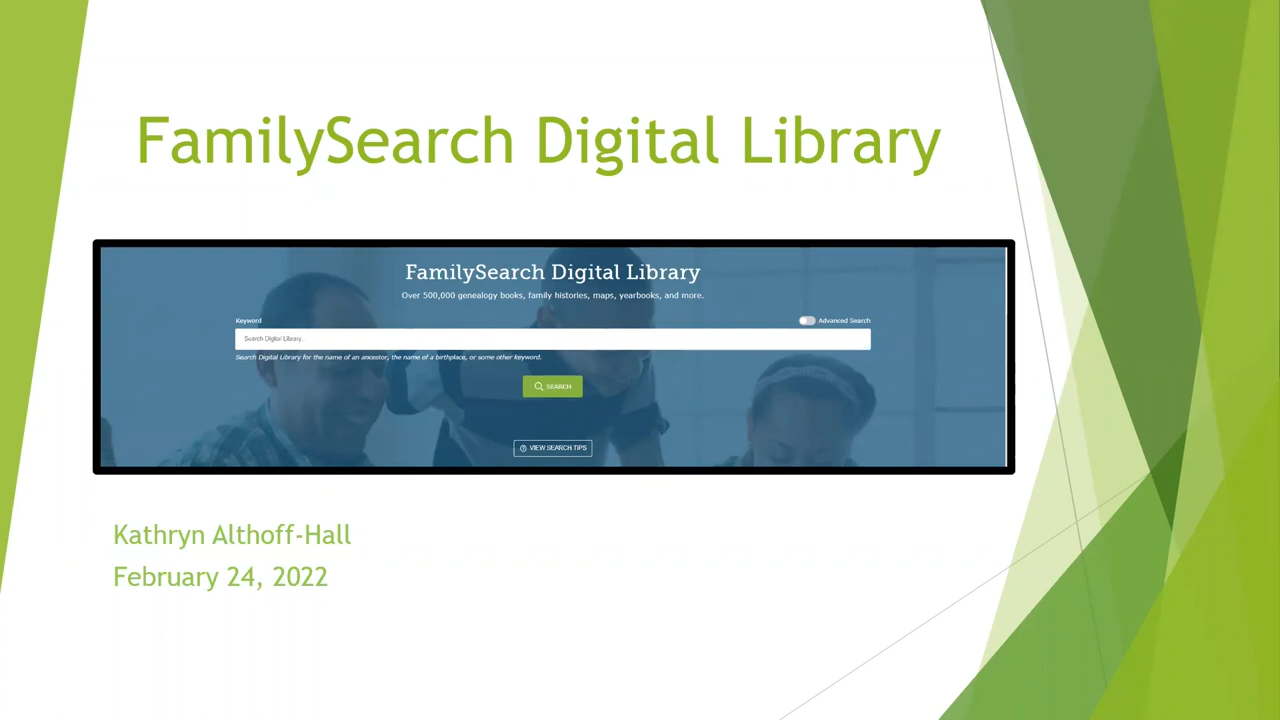 FamilySearch Digital Library
FamilySearch Digital Library
Over 500,000 genealogy books, family histories, maps, yearbooks, and more.
Keyword
Advanced Search
Search Digital Library...
Search Digital Library for the name of an ancestor, the name of a birthplace, or some other keyword.
SEARCH
VIEW SEARCH TIPS
Kathryn Althoff-Hall
February 24, 2022